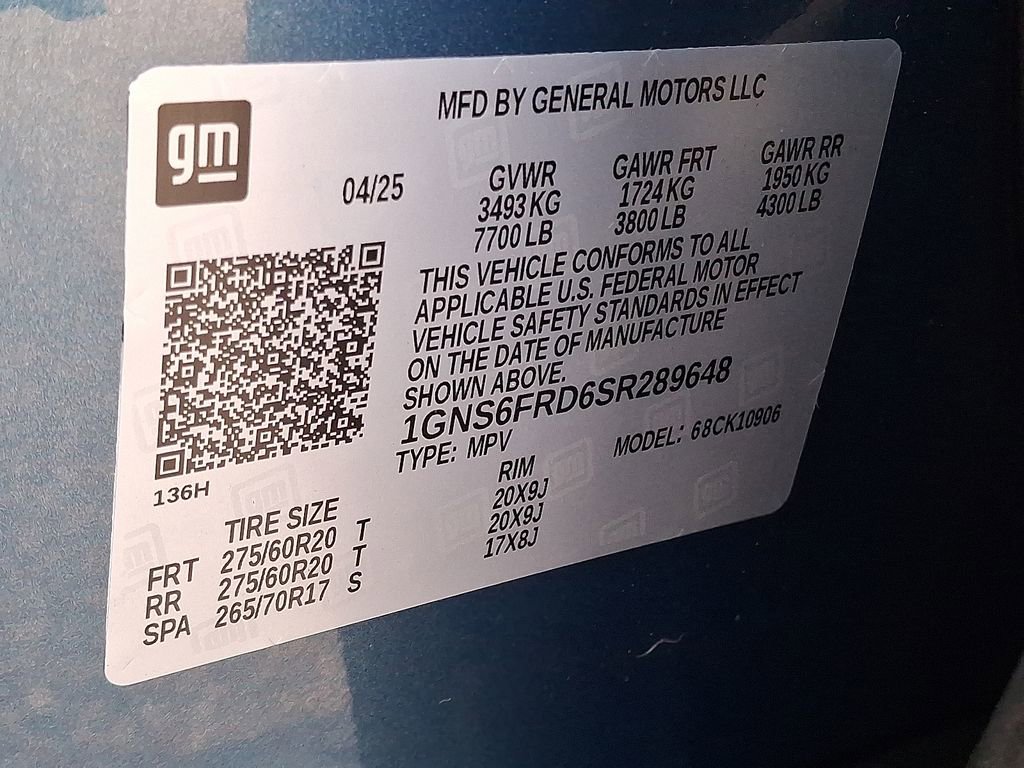 gm
MFD BY GENERAL MOTORS LLC
04/25 GVWR GAWR FRT GAWR RR
3493 KG 1724 KG 1950 KG
7700 LB 3800 LB 4300 LB
THIS VEHICLE CONFORMS TO ALL
APPLICABLE U.S. FEDERAL MOTOR
VEHICLE SAFETY STANDARDS IN EFFECT
ON THE DATE OF MANUFACTURE
SHOWN ABOVE.
1GNS6FRD6SR289648
TYPE: MPV MODEL: 68CK10906
136H
TIRE SIZE RIM
FRT 275/60R20 T 20X9J
RR 275/60R20 T 20X9J
SPA 265/70R17 S 17X8J